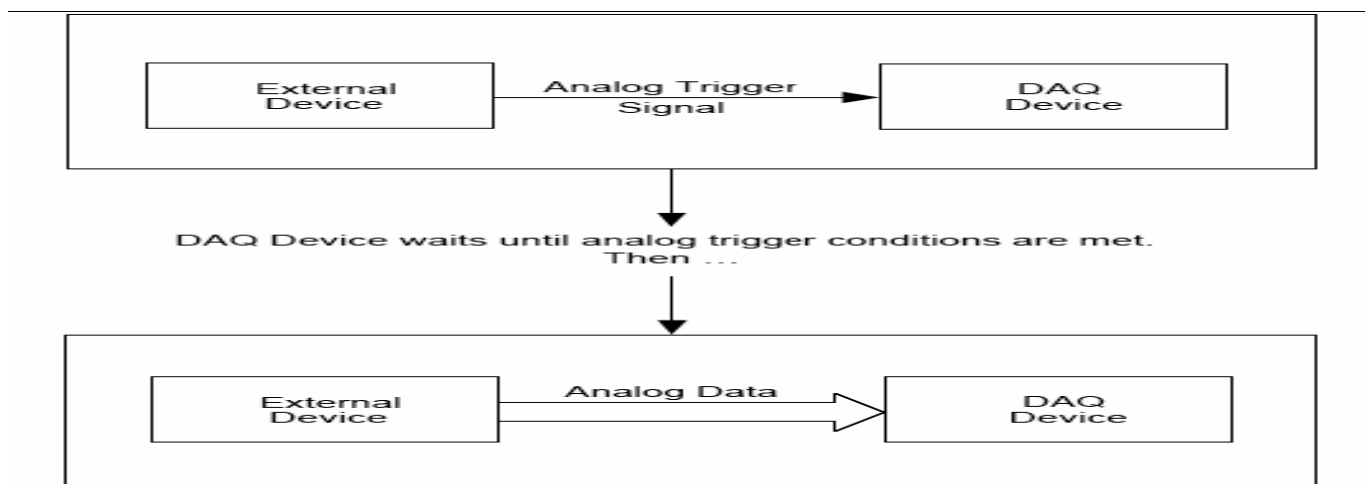 External
Device
Analog Trigger
Signal
DAQ
Device
DAQ Device waits until analog trigger conditions are met.
Then ...
External
Device
Analog Data
DAQ
Device